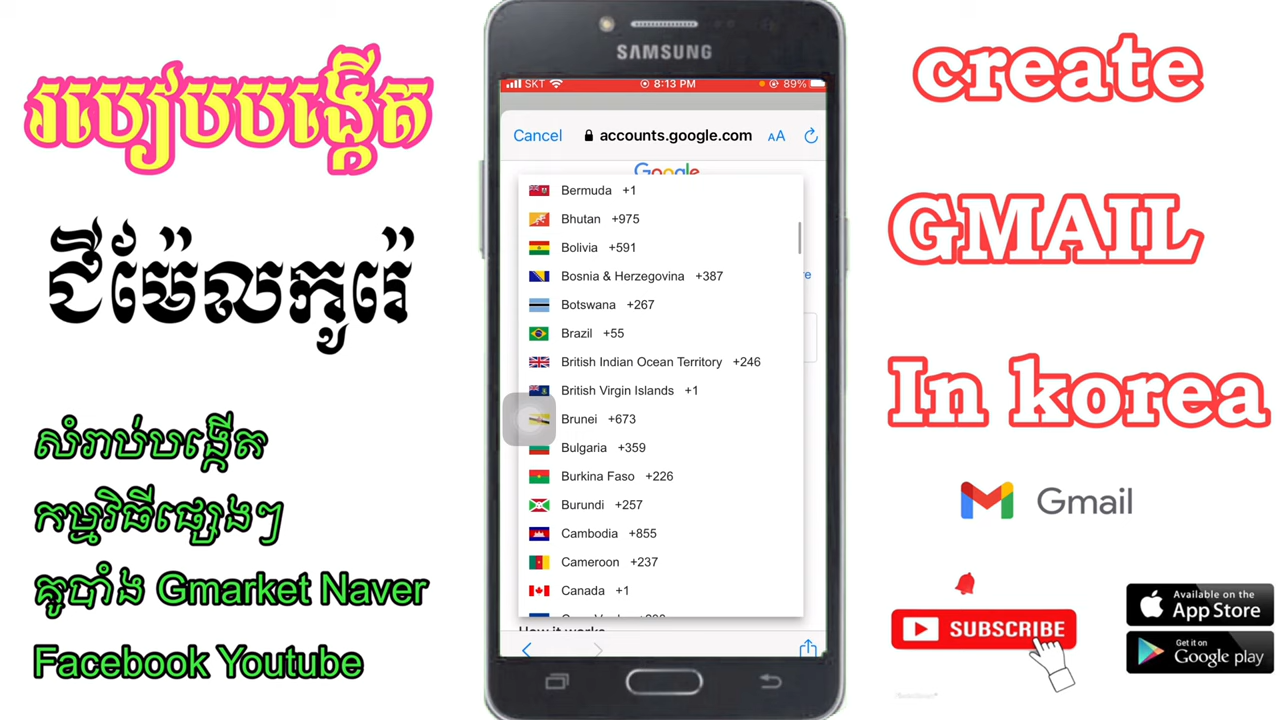 របៀបបង្កើត
ជីម៉ែលកូរ៉េ
សំរាប់បង្កើត
កម្មវិធីផ្សេងៗ
គូបាំង Gmarket Naver
Facebook Youtube
SAMSUNG
SKT 8:13 PM 89%
Cancel accounts.google.com AA
Google
Bermuda +1
Bhutan +975
Bolivia +591
Bosnia & Herzegovina +387
Botswana +267
Brazil +55
British Indian Ocean Territory +246
British Virgin Islands +1
Brunei +673
Bulgaria +359
Burkina Faso +226
Burundi +257
Cambodia +855
Cameroon +237
Canada +1
create
GMAIL
In korea
Gmail
SUBSCRIBE
Available on the
App Store
Get it on
Google play